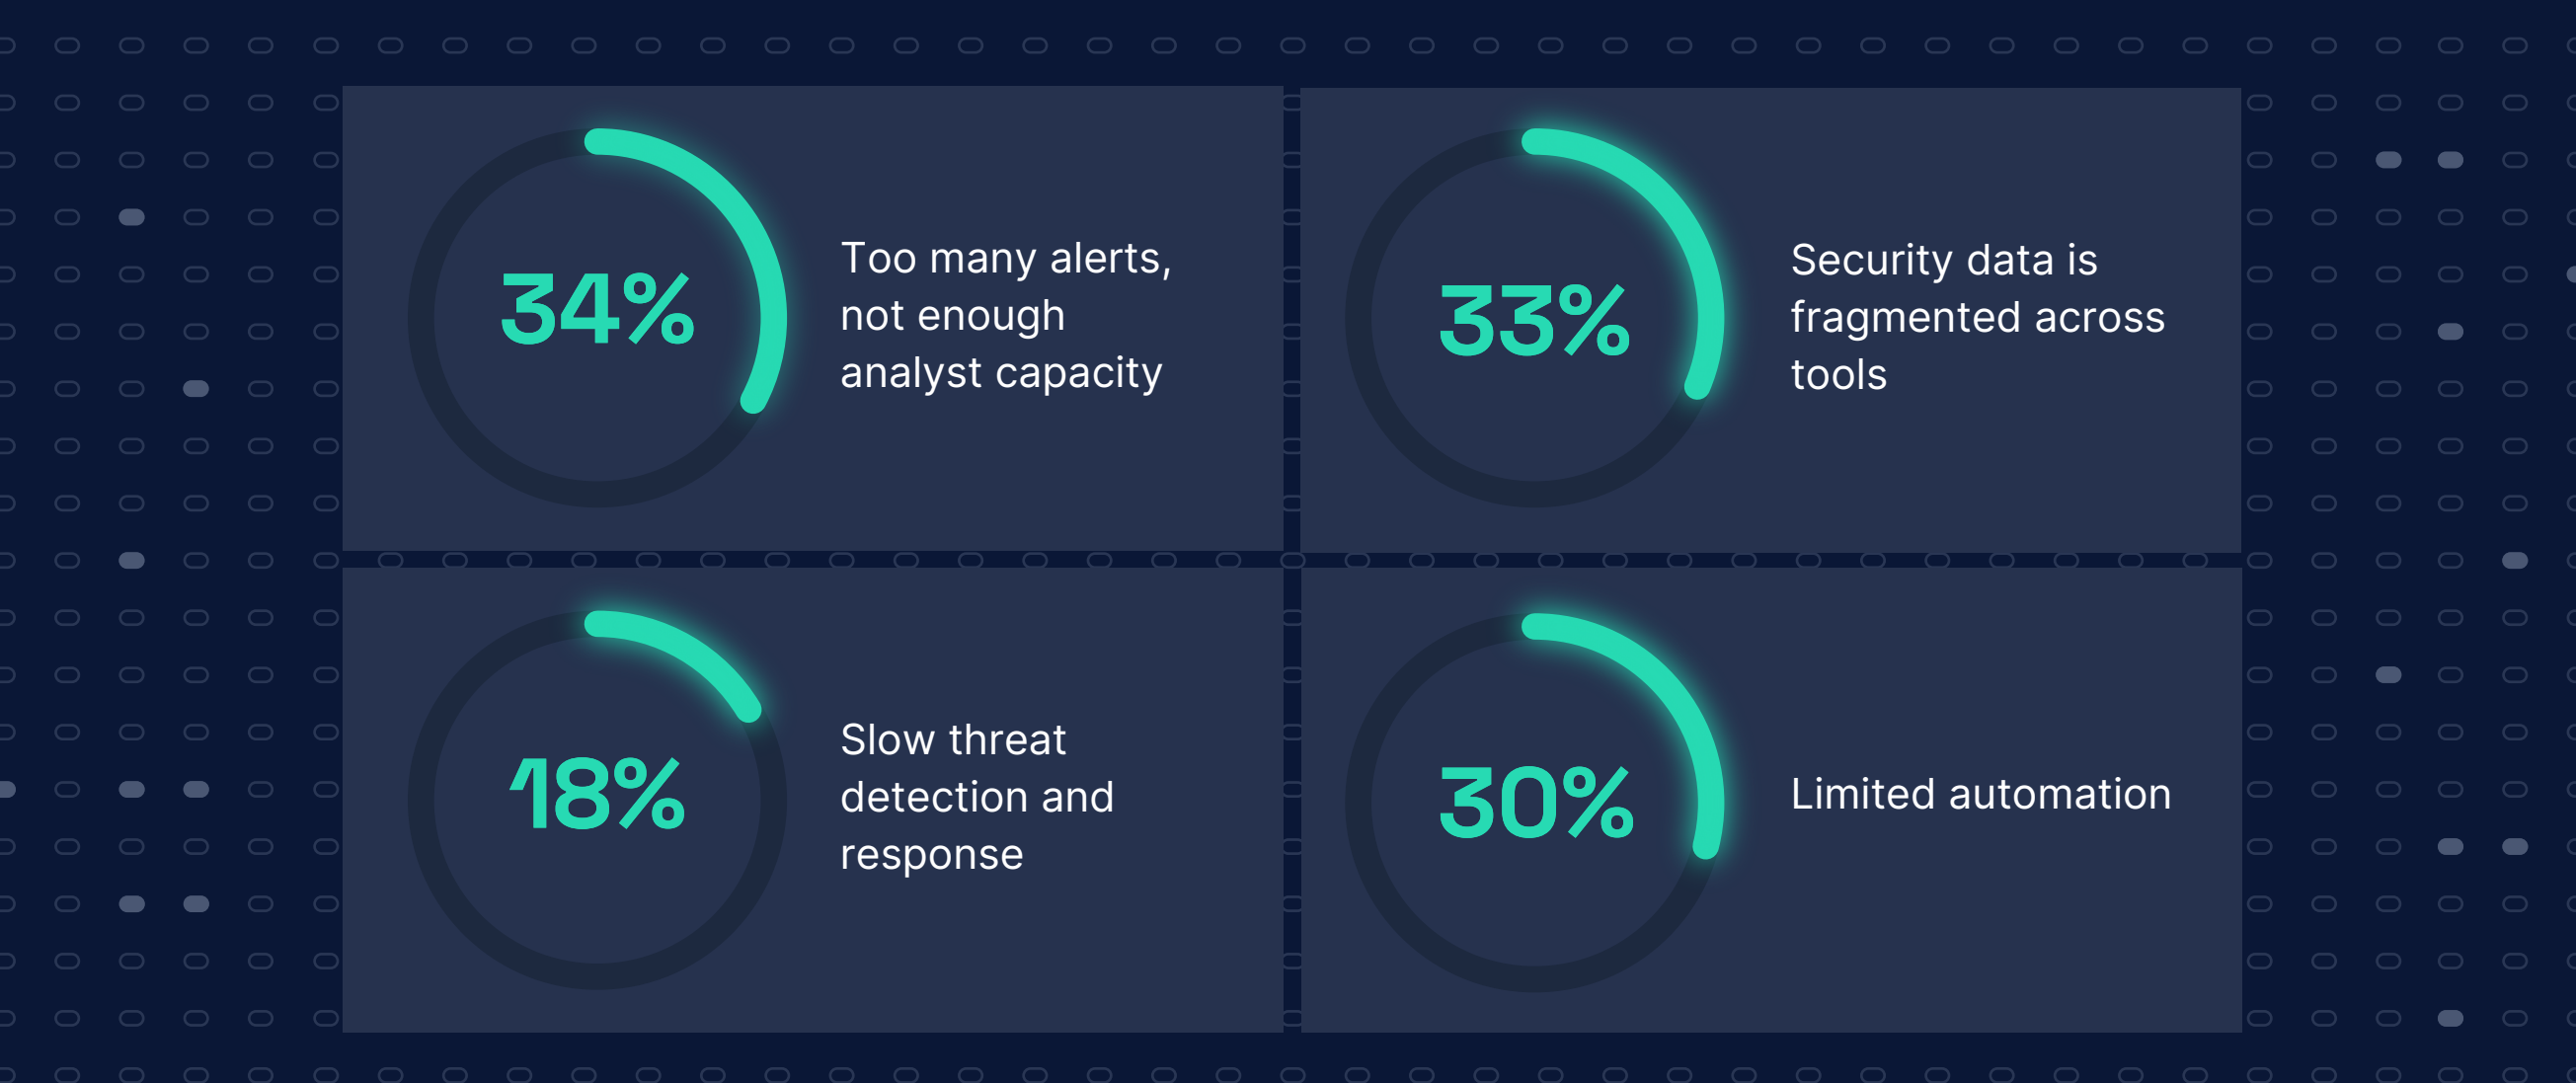 34%
Too many alerts,
not enough
analyst capacity
33%
Security data is
fragmented across
tools
18%
Slow threat
detection and
response
30%
Limited automation